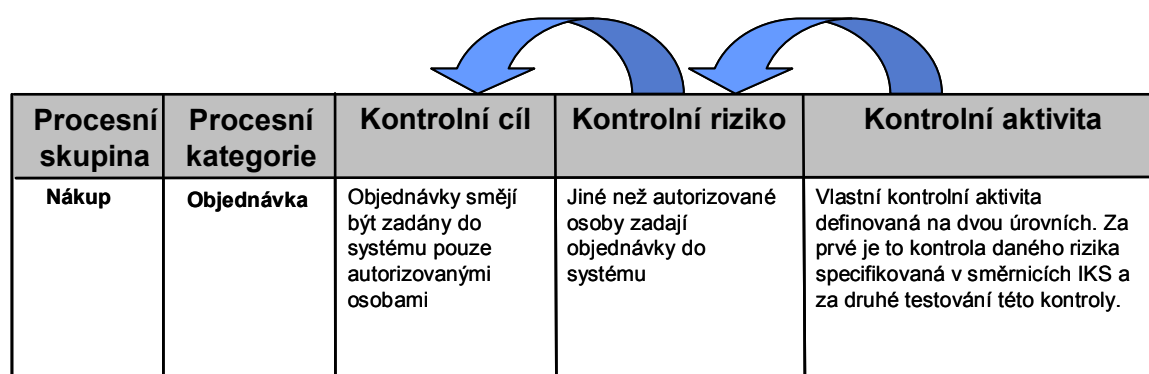 Procesní
skupina
Procesní
kategorie
Kontrolní cíl
Kontrolní riziko
Kontrolní aktivita
Nákup
Objednávka
Objednávky smějí
být zadány do
systému pouze
autorizovanými
osobami
Jiné než autorizované
osoby zadají
objednávky do
systému
Vlastní kontrolní aktivita
definovaná na dvou úrovních. Za
prvé je to kontrola daného rizika
specifikovaná v směrnicích IKS a
za druhé testování této kontroly.